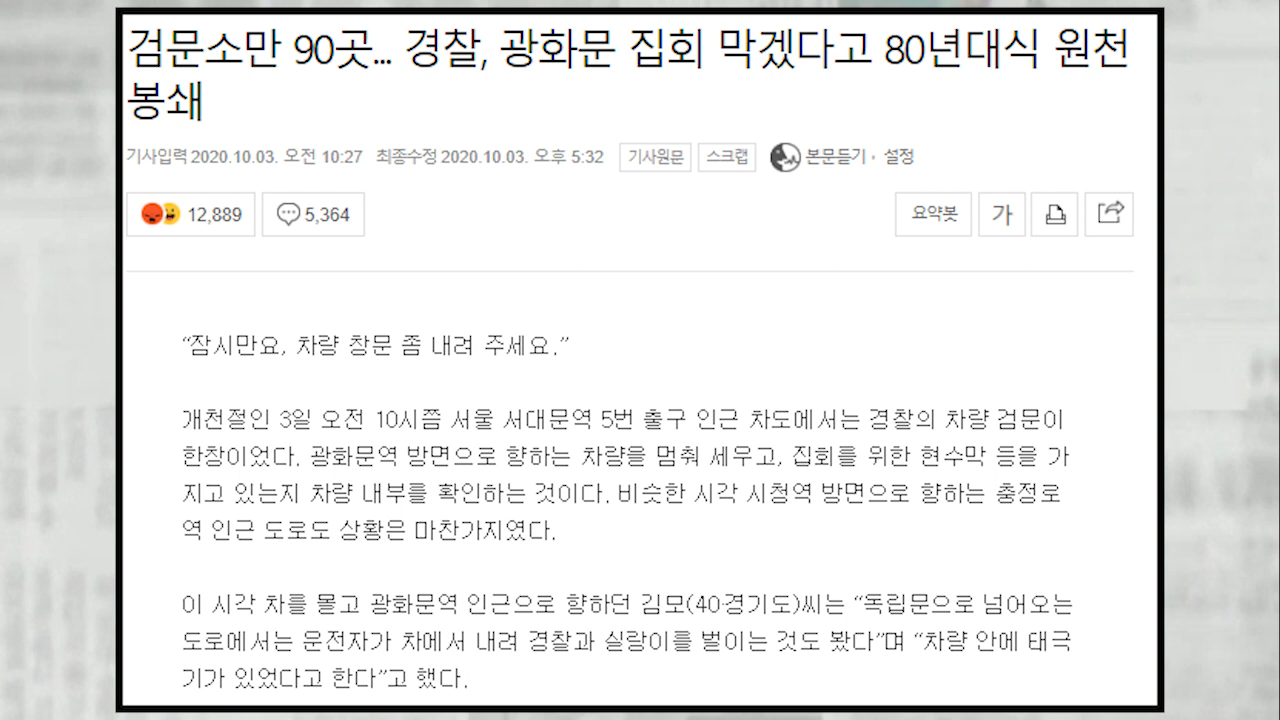 검문소만 90곳... 경찰, 광화문 집회 막겠다고 80년대식 원천
봉쇄
기사입력 2020.10.03. 오전 10:27 최종수정 2020.10.03. 오후 5:32 기사원문 스크랩 본문듣기 · 설정
12,889 5,364 요약봇 가
“잠시만요, 차량 창문 좀 내려 주세요.”
개천절인 3일 오전 10시쯤 서울 서대문역 5번 출구 인근 차도에서는 경찰의 차량 검문이
한창이었다. 광화문역 방면으로 향하는 차량을 멈춰 세우고, 집회를 위한 현수막 등을 가
지고 있는지 차량 내부를 확인하는 것이다. 비슷한 시각 시청역 방면으로 향하는 충정로
역 인근 도로도 상황은 마찬가지였다.
이 시각 차를 몰고 광화문역 인근으로 향하던 김모(40·경기도)씨는 “독립문으로 넘어오는
도로에서는 운전자가 차에서 내려 경찰과 실랑이를 벌이는 것도 봤다”며 “차량 안에 태극
기가 있었다고 한다”고 했다.